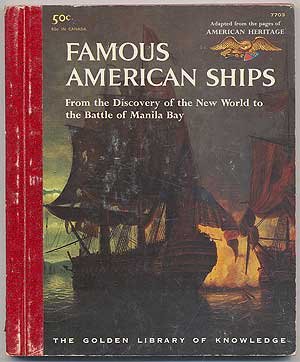 50¢
60¢ IN CANADA
7703
Adapted from the pages of
AMERICAN HERITAGE
FAMOUS
AMERICAN SHIPS
From the Discovery of the New World to
the Battle of Manila Bay
THE GOLDEN LIBRARY OF KNOWLEDGE